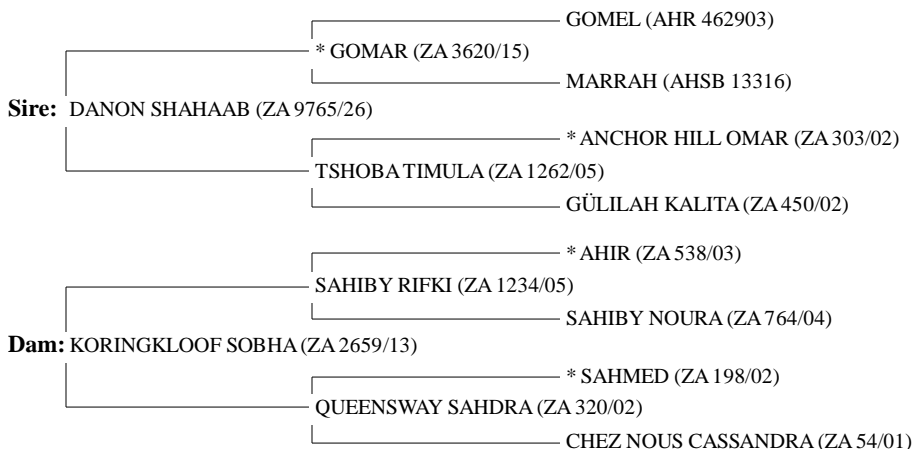 GOMEL (AHR 462903)
* GOMAR (ZA 3620/15)
MARRAH (AHSB 13316)
Sire: DANON SHAHAAB (ZA 9765/26)
* ANCHOR HILL OMAR (ZA 303/02)
TSHOBA TIMULA (ZA 1262/05)
GÜLILAH KALITA (ZA 450/02)
* AHIR (ZA 538/03)
SAHIBY RIFKI (ZA 1234/05)
SAHIBY NOURA (ZA 764/04)
Dam: KORINGKLOOF SOBHA (ZA 2659/13)
* SAHMED (ZA 198/02)
QUEENSWAY SAHDRA (ZA 320/02)
CHEZ NOUS CASSANDRA (ZA 54/01)